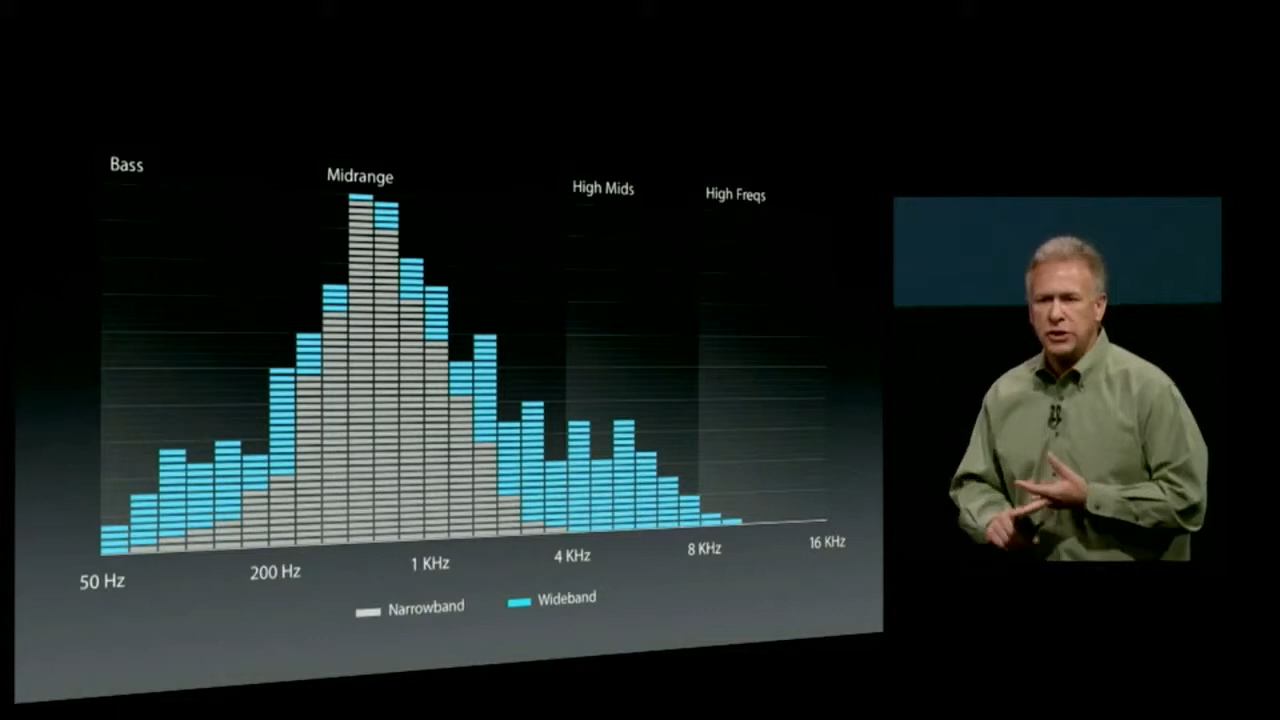 Bass
Midrange
High Mids
High Freqs
50 Hz
200 Hz
1 KHz
4 KHz
8 KHz
16 KHz
Narrowband
Wideband